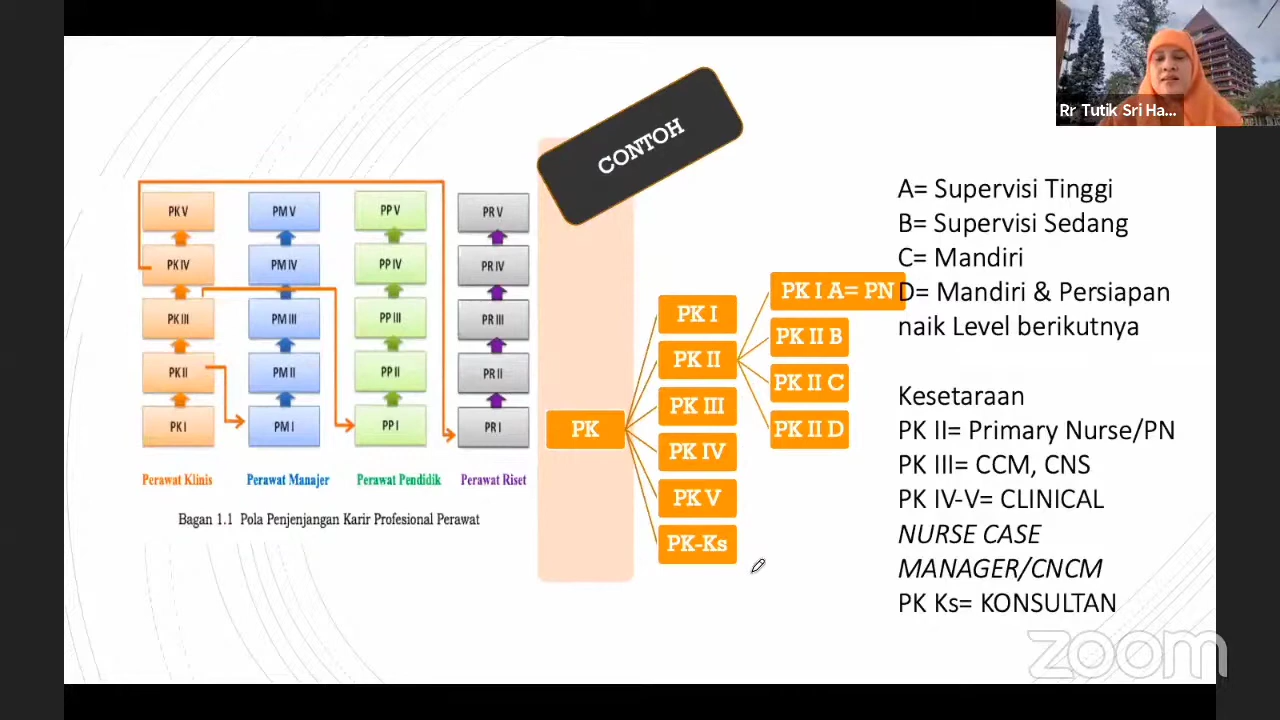 CONTOH
Rr Tutik Sri Ha...
PK V
PM V
PP V
PR V
PK IV
PM IV
PP IV
PR IV
PK III
PM III
PP III
PR III
PK II
PM II
PP II
PR II
PK I
PM I
PP I
PR I
Perawat Klinis
Perawat Manajer
Perawat Pendidik
Perawat Riset
Bagan 1.1 Pola Penjenjangan Karir Profesional Perawat
PK
PK I
PK II
PK III
PK IV
PK V
PK-Ks
PK I A= PN
PK II B
PK II C
PK II D
A= Supervisi Tinggi
B= Supervisi Sedang
C= Mandiri
D= Mandiri & Persiapan
naik Level berikutnya
Kesetaraan
PK II= Primary Nurse/PN
PK III= CCM, CNS
PK IV-V= CLINICAL
NURSE CASE
MANAGER/CNCM
PK Ks= KONSULTAN
zoom